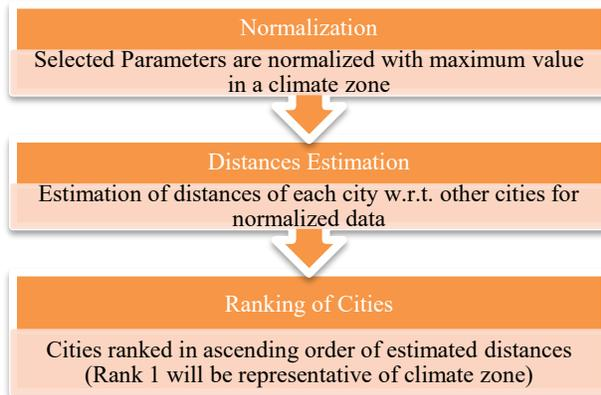 Normalization
Selected Parameters are normalized with maximum value
in a climate zone
Distances Estimation
Estimation of distances of each city w.r.t. other cities for
normalized data
Ranking of Cities
Cities ranked in ascending order of estimated distances
(Rank 1 will be representative of climate zone)